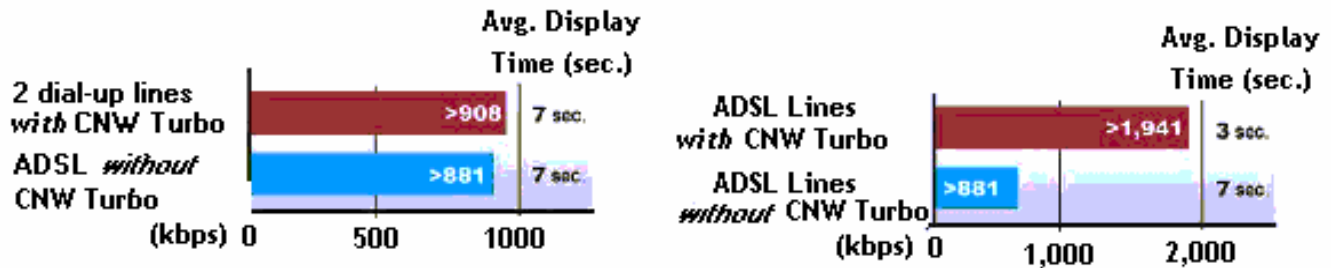 Avg. Display
Time (sec.)
2 dial-up lines
with CNW Turbo
>908
7 sec.
ADSL without
CNW Turbo
>881
7 sec.
(kbps) 0 500 1000
Avg. Display
Time (sec.)
ADSL Lines
with CNW Turbo
>1,941
3 sec.
ADSL Lines
without CNW Turbo
>881
7 sec.
(kbps) 0 1,000 2,000